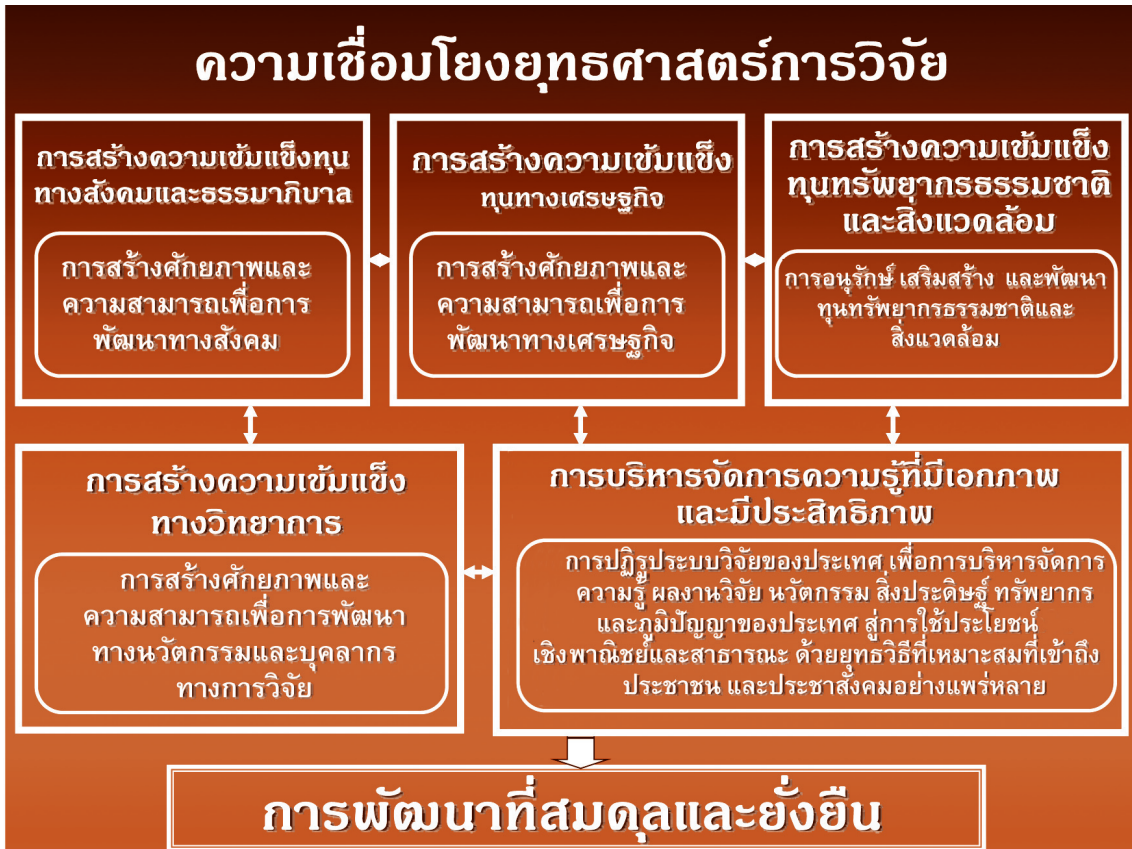 ความเชื่อมโยงยุทธศาสตร์การวิจัย
การสร้างความเข้มแข็งทุน
ทางสังคมและธรรมาภิบาล
การสร้างศักยภาพและ
ความสามารถเพื่อการ
พัฒนาทางสังคม
การสร้างความเข้มแข็ง
ทุนทางเศรษฐกิจ
การสร้างศักยภาพและ
ความสามารถเพื่อการ
พัฒนาทางเศรษฐกิจ
การสร้างความเข้มแข็ง
ทุนทรัพยากรธรรมชาติ
และสิ่งแวดล้อม
การอนุรักษ์ เสริมสร้าง และพัฒนา
ทุนทรัพยากรธรรมชาติและ
สิ่งแวดล้อม
การสร้างความเข้มแข็ง
ทางวิทยาการ
การสร้างศักยภาพและ
ความสามารถเพื่อการพัฒนา
ทางนวัตกรรมและบุคลากร
ทางการวิจัย
การบริหารจัดการความรู้ที่มีเอกภาพ
และมีประสิทธิภาพ
การปฏิรูประบบวิจัยของประเทศ เพื่อการบริหารจัดการ
ความรู้ ผลงานวิจัย นวัตกรรม สิ่งประดิษฐ์ ทรัพยากร
และภูมิปัญญาของประเทศ สู่การใช้ประโยชน์
เชิงพาณิชย์และสาธารณะ ด้วยยุทธวิธีที่เหมาะสมที่เข้าถึง
ประชาชน และประชาสังคมอย่างแพร่หลาย
การพัฒนาที่สมดุลและยั่งยืน